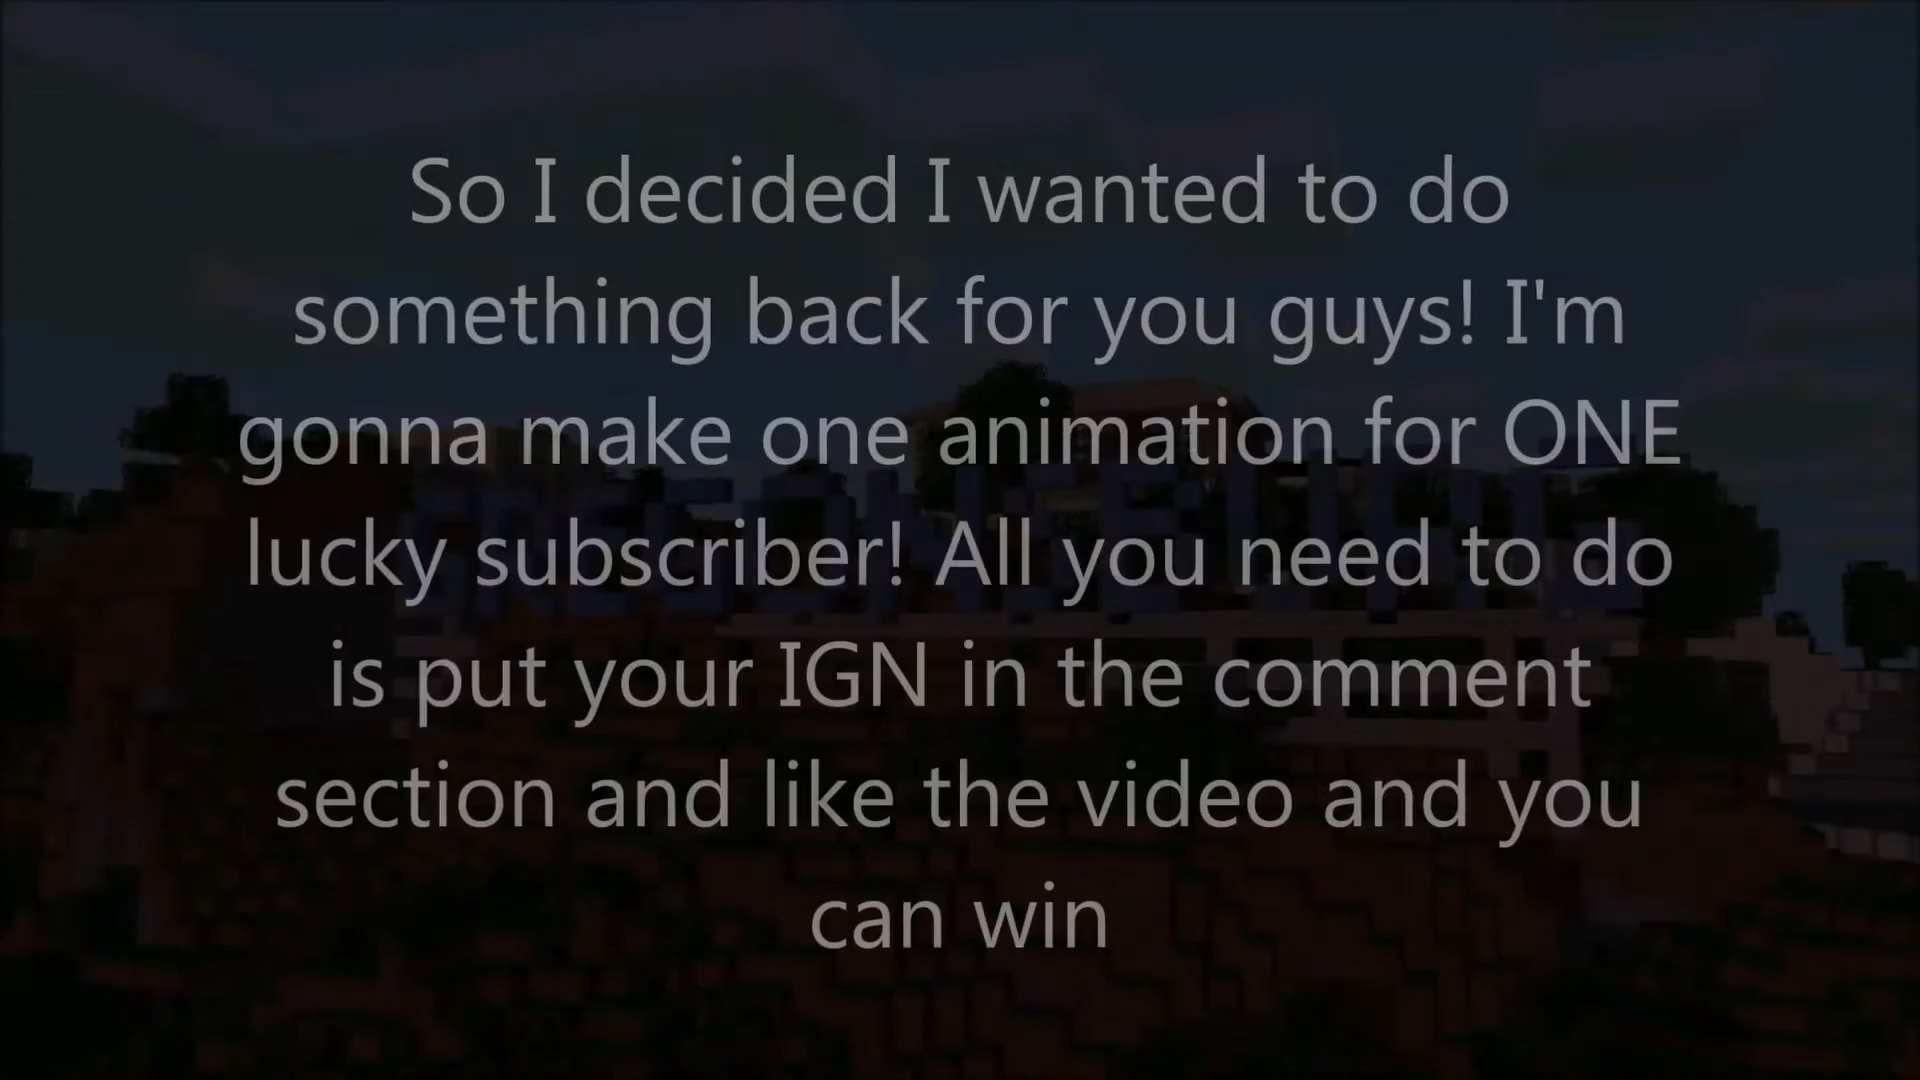 So I decided I wanted to do
something back for you guys! I'm
gonna make one animation for ONE
lucky subscriber! All you need to do
is put your IGN in the comment
section and like the video and you
can win